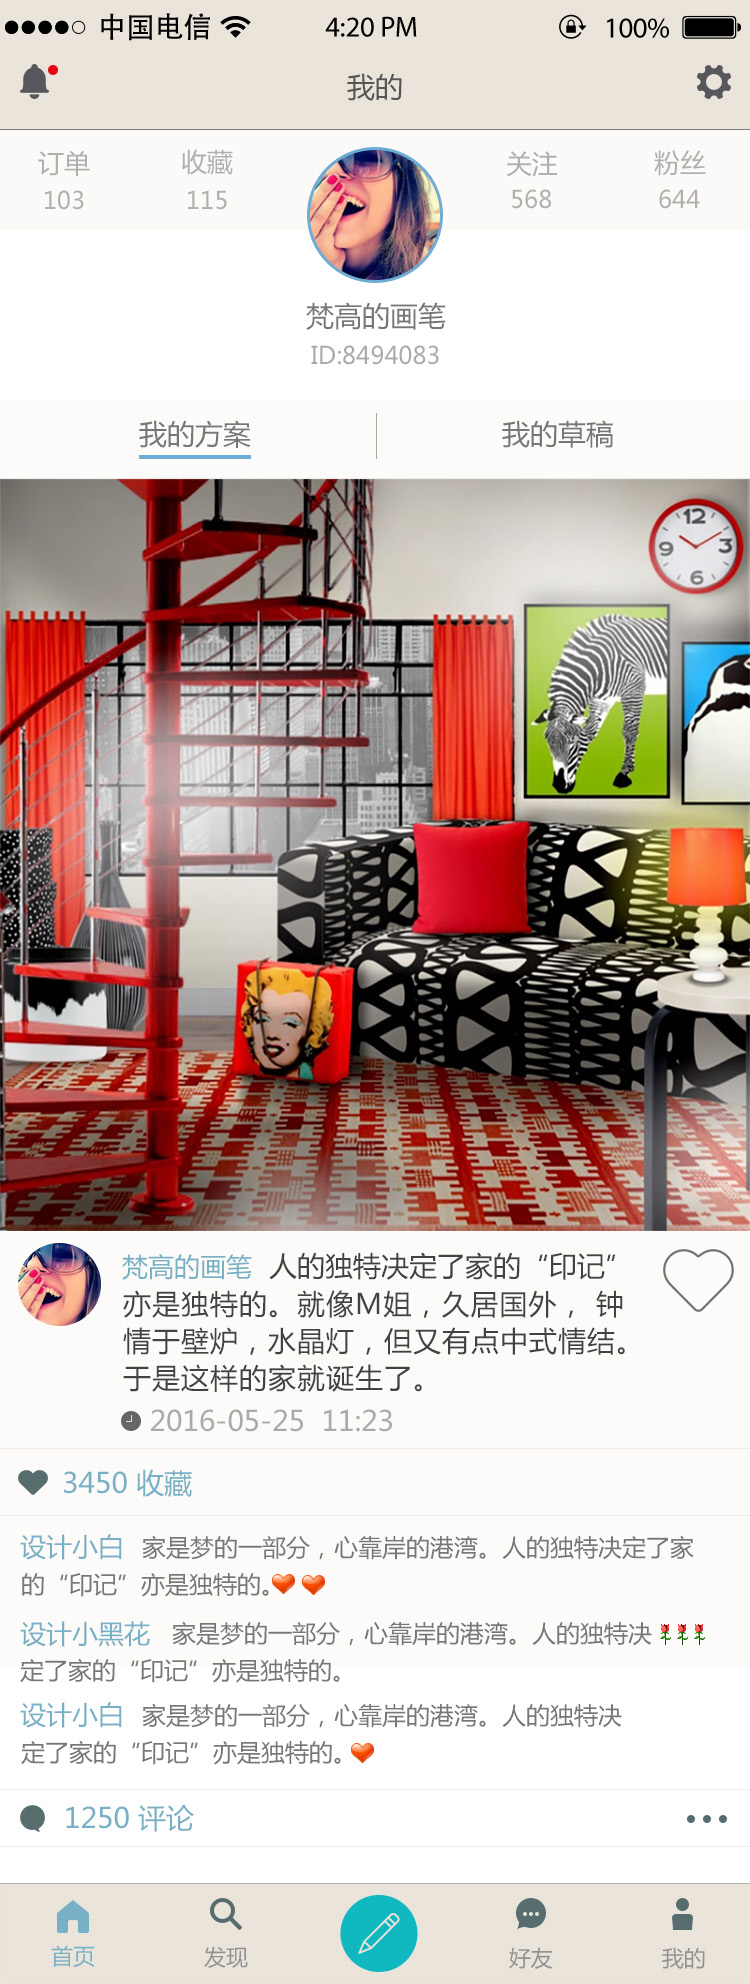 中国电信 4:20 PM 100%
我的
订单 收藏 关注 粉丝
103 115 568 644
梵高的画笔
ID:8494083
我的方案 我的草稿
12
9 3
6
梵高的画笔 人的独特决定了家的“印记”
亦是独特的。就像M姐，久居国外， 钟
情于壁炉，水晶灯，但又有点中式情结。
于是这样的家就诞生了。
2016-05-25 11:23
3450 收藏
设计小白 家是梦的一部分，心靠岸的港湾。人的独特决定了家
的“印记”亦是独特的。
设计小黑花 家是梦的一部分，心靠岸的港湾。人的独特决
定了家的“印记”亦是独特的。
设计小白 家是梦的一部分，心靠岸的港湾。人的独特决
定了家的“印记”亦是独特的。
1250 评论
首页 发现 好友 我的